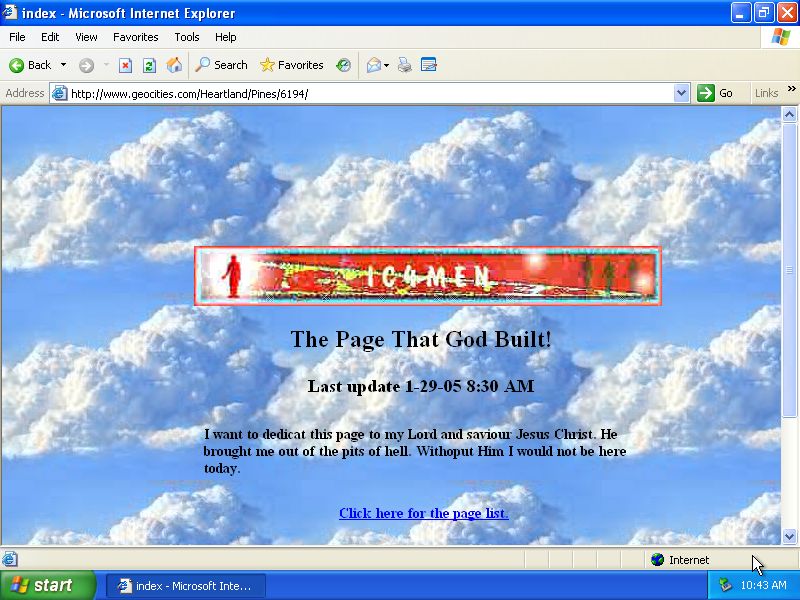 index - Microsoft Internet Explorer
File Edit View Favorites Tools Help
Back Search Favorites
Address http://www.geocities.com/Heartland/Pines/6194/ Go Links »
IC4MEN
The Page That God Built!
Last update 1-29-05 8:30 AM
I want to dedicat this page to my Lord and saviour Jesus Christ. He
brought me out of the pits of hell. Withoput Him I would not be here
today.
Click here for the page list.
Internet
start index - Microsoft Inte... 10:43 AM